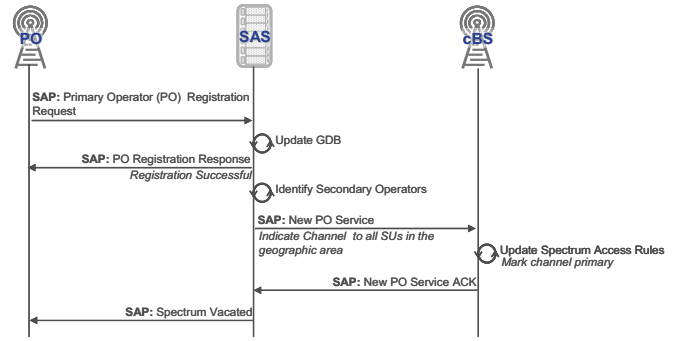 PO
SAS
cBS
SAP: Primary Operator (PO) Registration
Request
Update GDB
SAP: PO Registration Response
Registration Successful
Identify Secondary Operators
SAP: New PO Service
Indicate Channel to all SUs in the
geographic area
Update Spectrum Access Rules
Mark channel primary
SAP: New PO Service ACK
SAP: Spectrum Vacated